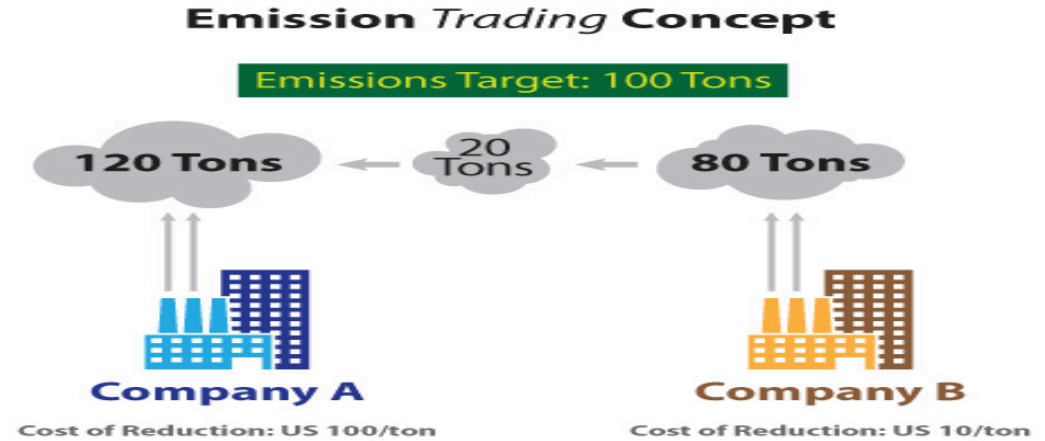 Emission Trading Concept
Emissions Target: 100 Tons
120 Tons
20
Tons
80 Tons
Company A
Company B
Cost of Reduction: US 100/ton
Cost of Reduction: US 10/ton